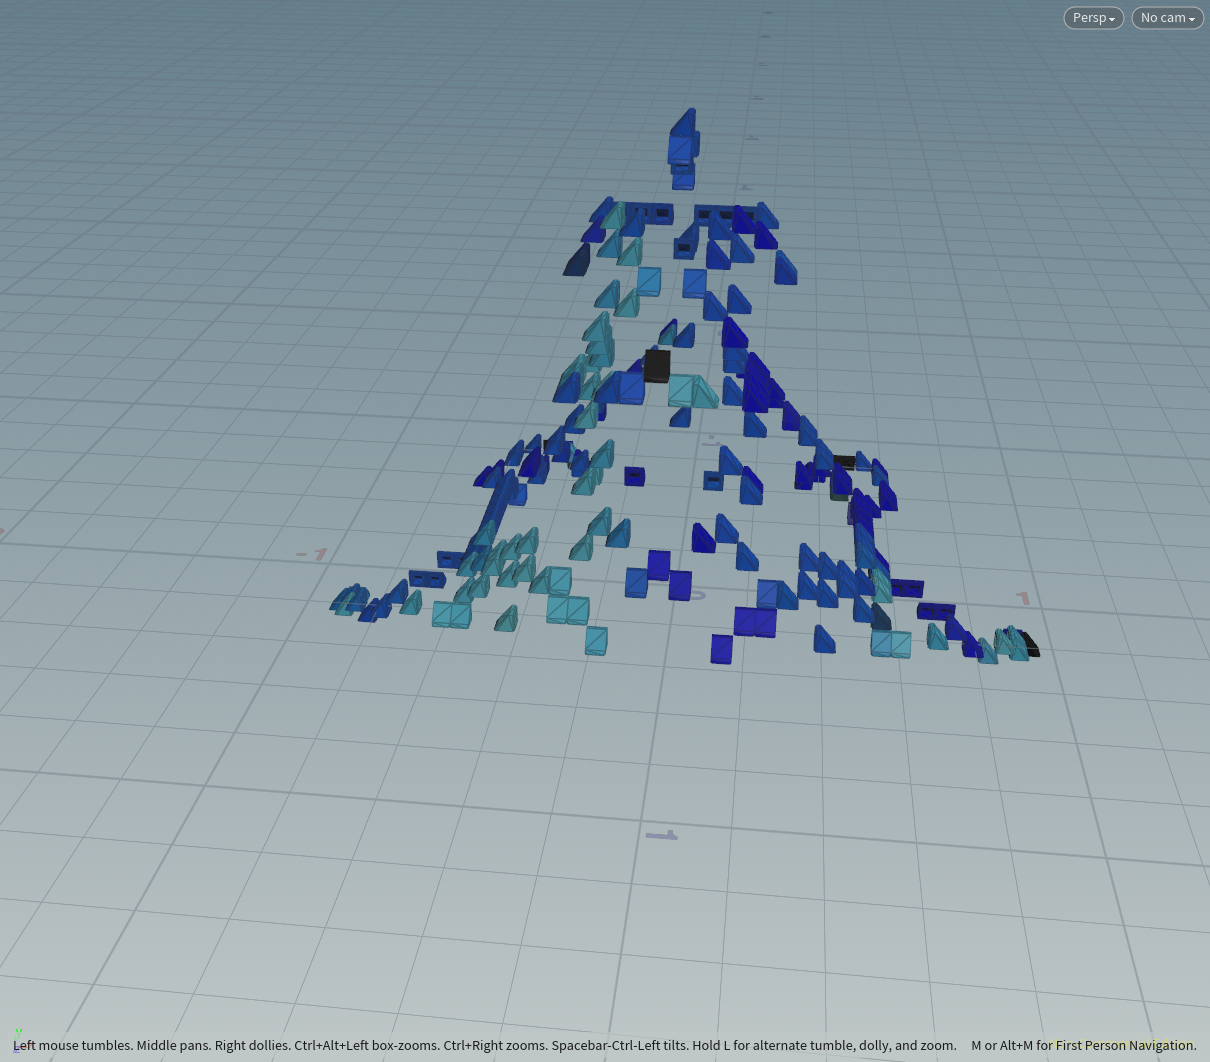 Persp No cam
-1
1
1
Left mouse tumbles. Middle pans. Right dollies. Ctrl+Alt+Left box-zooms. Ctrl+Right zooms. Spacebar-Ctrl-Left tilts. Hold L for alternate tumble, dolly, and zoom. M or Alt+M for First Person Navigation.